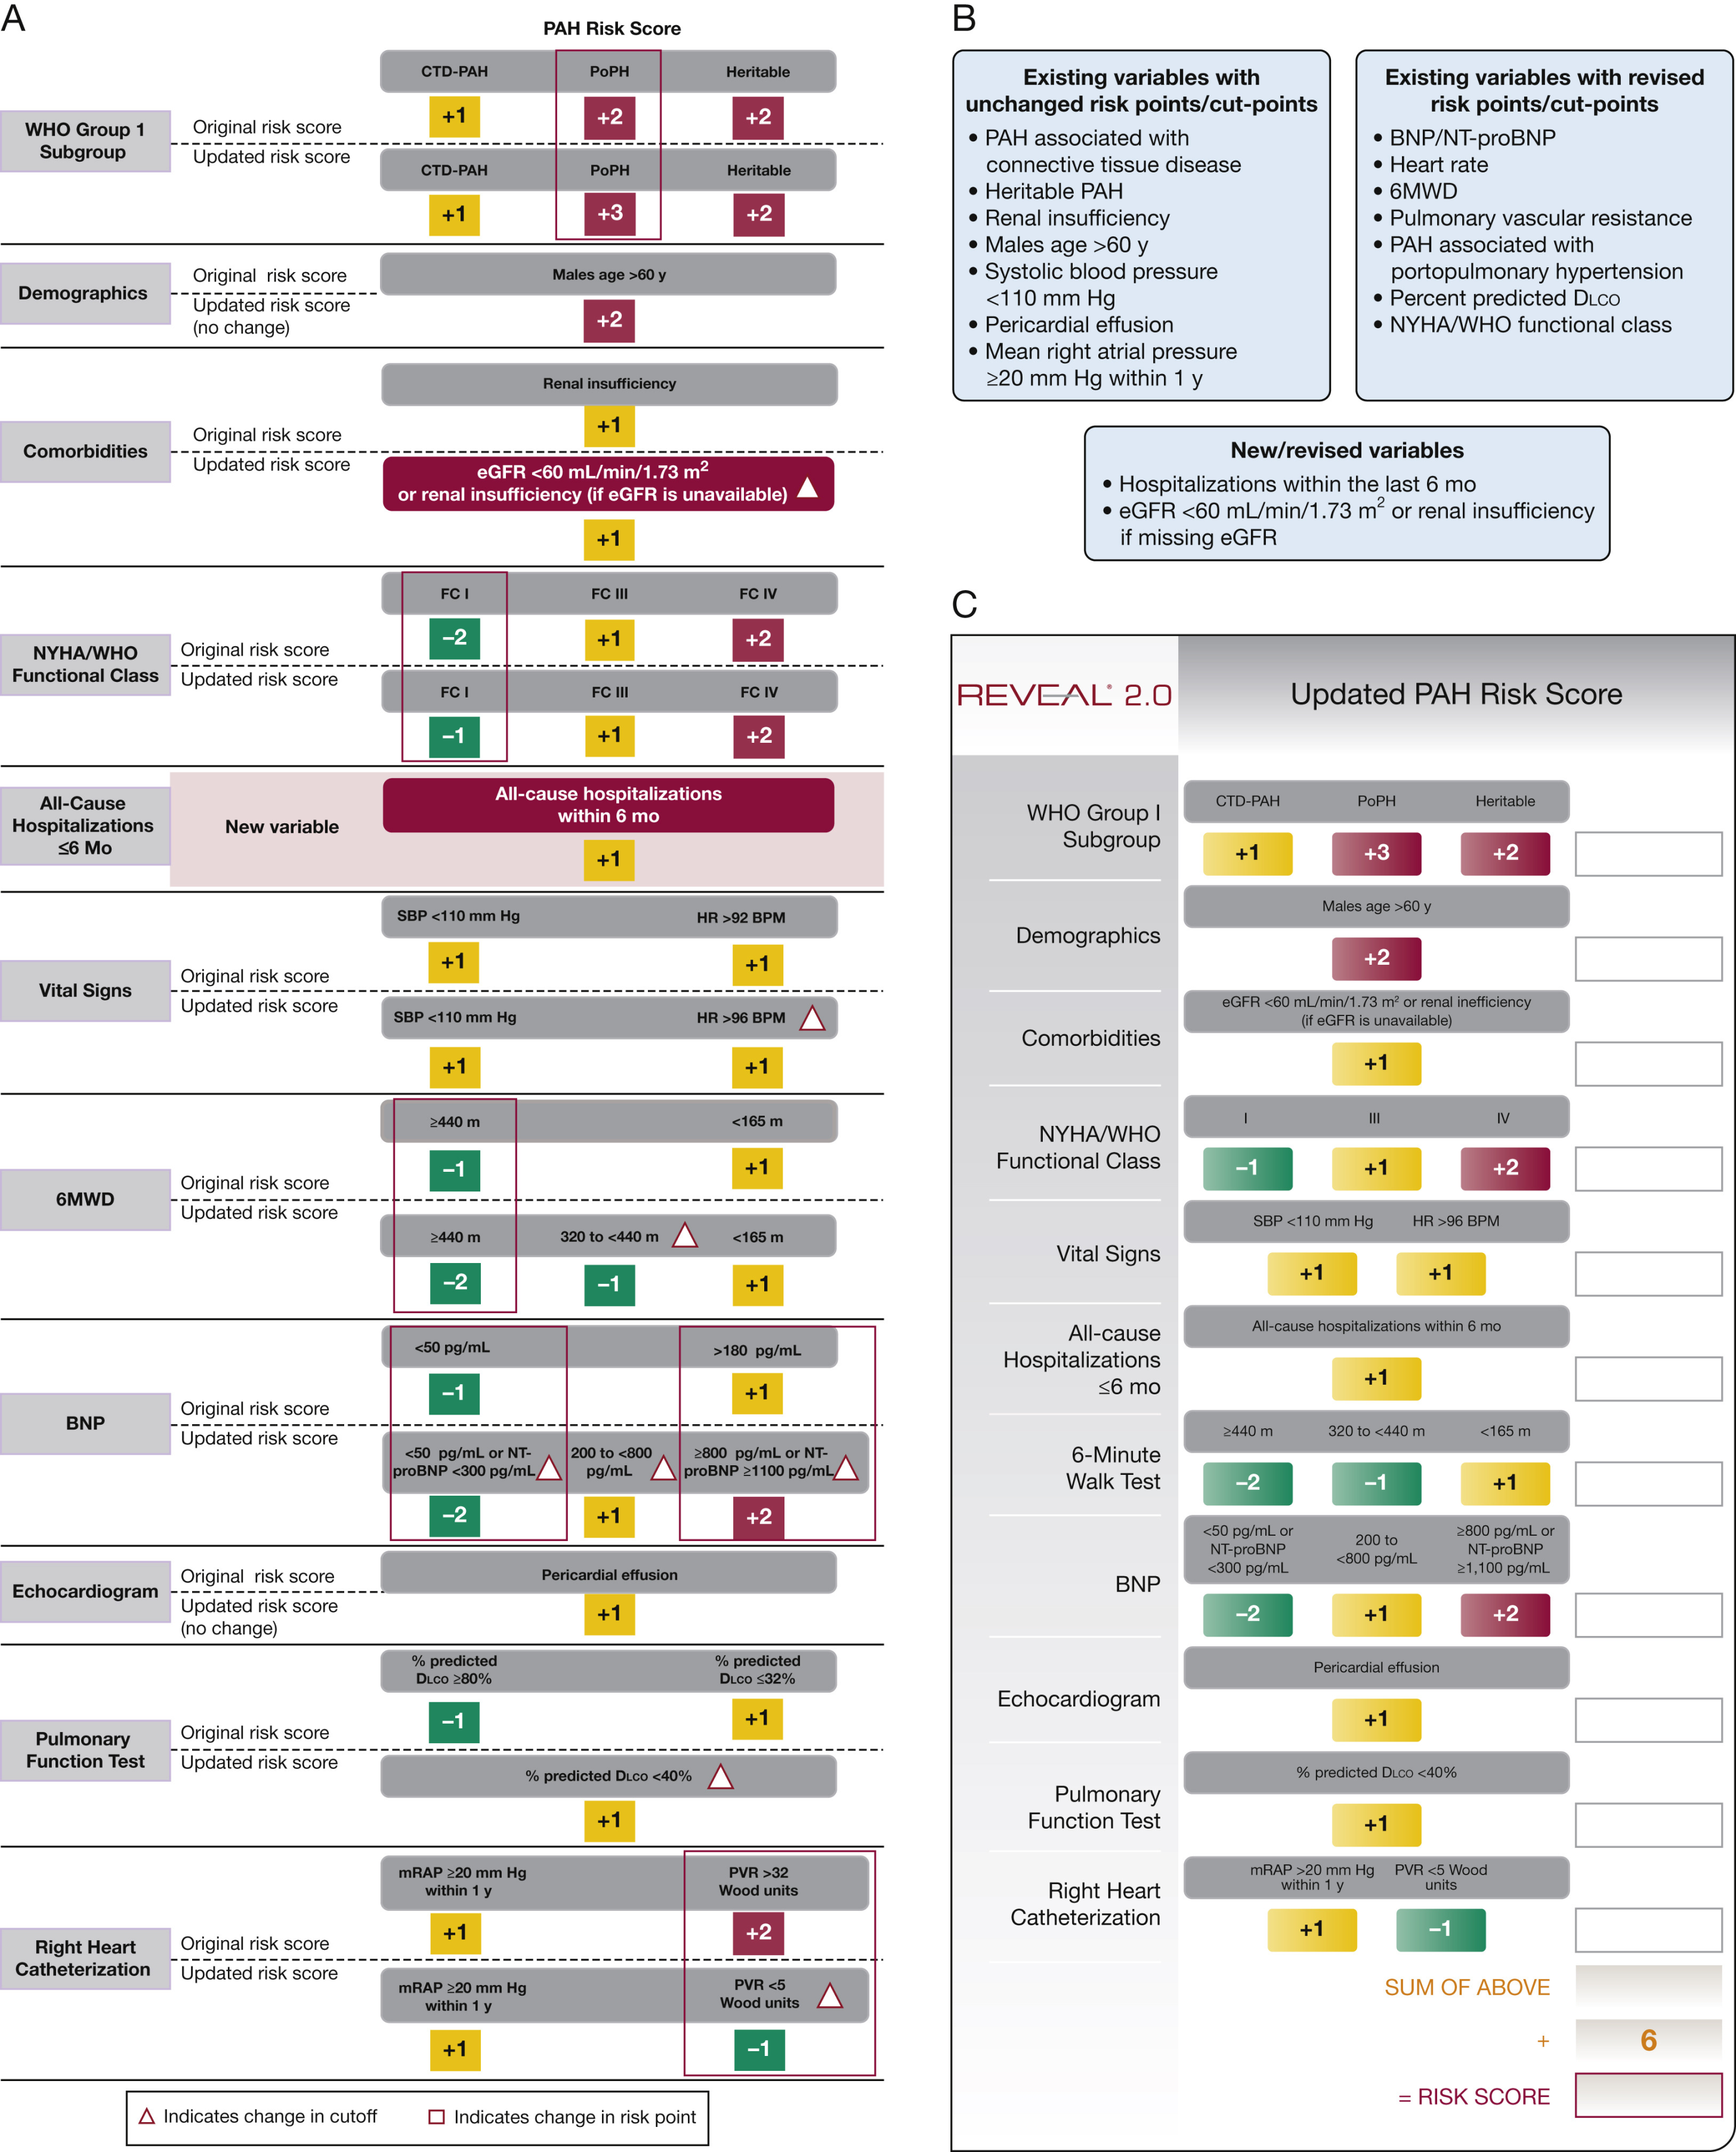 A
PAH Risk Score
CTD-PAH PoPH Heritable
+1 +2 +2
WHO Group 1
Subgroup
Original risk score
Updated risk score
CTD-PAH PoPH Heritable
+1 +3 +2
Demographics
Original risk score
Updated risk score
(no change)
Males age >60 y
+2
Comorbidities
Original risk score
Updated risk score
Renal insufficiency
+1
eGFR <60 mL/min/1.73 m²
or renal insufficiency (if eGFR is unavailable)
+1
NYHA/WHO
Functional Class
Original risk score
Updated risk score
FC I FC III FC IV
−2 +1 +2
FC I FC III FC IV
−1 +1 +2
All-Cause
Hospitalizations
≤6 Mo
New variable
All-cause hospitalizations
within 6 mo
+1
Vital Signs
Original risk score
Updated risk score
SBP <110 mm Hg HR >92 BPM
+1 +1
SBP <110 mm Hg HR >96 BPM
+1 +1
6MWD
Original risk score
Updated risk score
≥440 m <165 m
−1 +1
≥440 m 320 to <440 m <165 m
−2 −1 +1
BNP
Original risk score
Updated risk score
<50 pg/mL >180 pg/mL
−1 +1
<50 pg/mL or NT- 200 to <800 ≥800 pg/mL or NT-
proBNP <300 pg/mL pg/mL proBNP ≥1100 pg/mL
−2 +1 +2
Echocardiogram
Original risk score
Updated risk score
(no change)
Pericardial effusion
+1
Pulmonary
Function Test
Original risk score
Updated risk score
% predicted % predicted
DLCO ≥80% DLCO ≤32%
−1 +1
% predicted DLCO <40%
+1
Right Heart
Catheterization
Original risk score
Updated risk score
mRAP ≥20 mm Hg PVR >32
within 1 y Wood units
+1 +2
mRAP ≥20 mm Hg PVR <5
within 1 y Wood units
+1 −1
Indicates change in cutoff Indicates change in risk point
B
Existing variables with
unchanged risk points/cut-points
• PAH associated with
connective tissue disease
• Heritable PAH
• Renal insufficiency
• Males age >60 y
• Systolic blood pressure
<110 mm Hg
• Pericardial effusion
• Mean right atrial pressure
≥20 mm Hg within 1 y
Existing variables with revised
risk points/cut-points
• BNP/NT-proBNP
• Heart rate
• 6MWD
• Pulmonary vascular resistance
• PAH associated with
portopulmonary hypertension
• Percent predicted DLCO
• NYHA/WHO functional class
New/revised variables
• Hospitalizations within the last 6 mo
• eGFR <60 mL/min/1.73 m² or renal insufficiency
if missing eGFR
C
REVEAL® 2.0 Updated PAH Risk Score
WHO Group I
Subgroup
CTD-PAH PoPH Heritable
+1 +3 +2
Demographics
Males age >60 y
+2
Comorbidities
eGFR <60 mL/min/1.73 m² or renal inefficiency
(if eGFR is unavailable)
+1
NYHA/WHO
Functional Class
I III IV
−1 +1 +2
Vital Signs
SBP <110 mm Hg HR >96 BPM
+1 +1
All-cause
Hospitalizations
≤6 mo
All-cause hospitalizations within 6 mo
+1
6-Minute
Walk Test
≥440 m 320 to <440 m <165 m
−2 −1 +1
BNP
<50 pg/mL or 200 to ≥800 pg/mL or
NT-proBNP <800 pg/mL NT-proBNP
<300 pg/mL ≥1,100 pg/mL
−2 +1 +2
Echocardiogram
Pericardial effusion
+1
Pulmonary
Function Test
% predicted DLCO <40%
+1
Right Heart
Catheterization
mRAP >20 mm Hg PVR <5 Wood
within 1 y units
+1 −1
SUM OF ABOVE
+ 6
= RISK SCORE